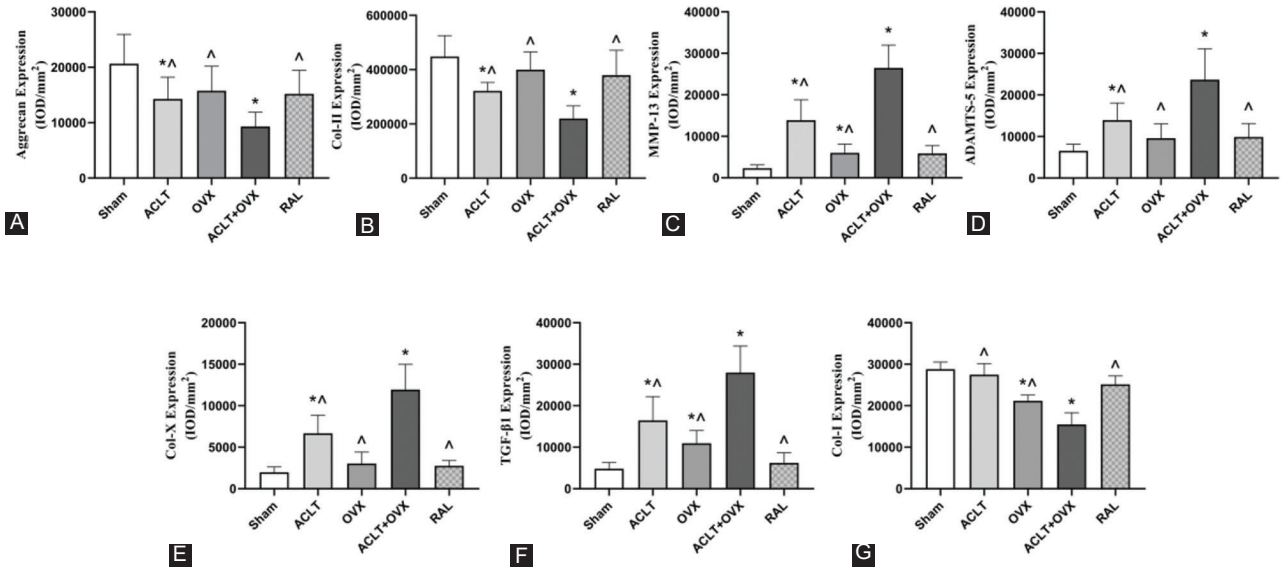 Aggrecan Expression
(IOD/mm²)
30000
20000
10000
0
*^
^
*
^
Sham
ACLT
OVX
ACLT+OVX
RAL
A
Col-II Expression
(IOD/mm²)
600000
400000
200000
0
*^
^
*
^
Sham
ACLT
OVX
ACLT+OVX
RAL
B
MMP-13 Expression
(IOD/mm²)
40000
30000
20000
10000
0
*^
*^
*
^
Sham
ACLT
OVX
ACLT+OVX
RAL
C
ADAMTS-5 Expression
(IOD/mm²)
40000
30000
20000
10000
0
*^
^
*
^
Sham
ACLT
OVX
ACLT+OVX
RAL
D
Col-X Expression
(IOD/mm²)
20000
15000
10000
5000
0
*^
^
*
^
Sham
ACLT
OVX
ACLT+OVX
RAL
E
TGF-β1 Expression
(IOD/mm²)
40000
30000
20000
10000
0
*^
*^
*
^
Sham
ACLT
OVX
ACLT+OVX
RAL
F
Col-I Expression
(IOD/mm²)
40000
30000
20000
10000
0
^
*^
*
^
Sham
ACLT
OVX
ACLT+OVX
RAL
G